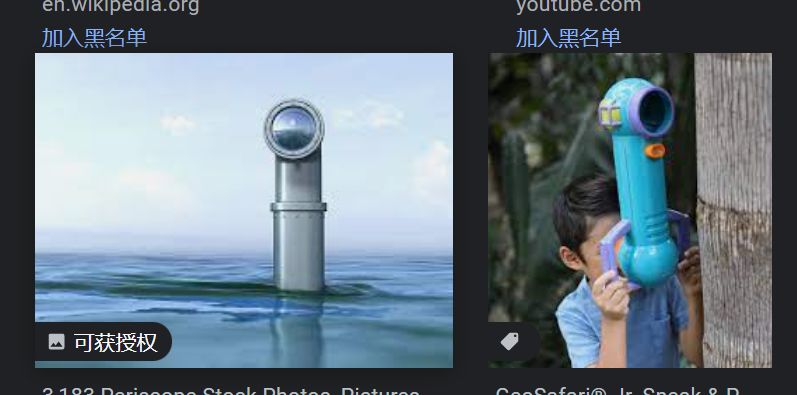 en.wikipedia.org
youtube.com
加入黑名单
加入黑名单
可获授权
3,183 Periscope Stock Photos, Pictures
GeoSafari® Jr. Speak & P